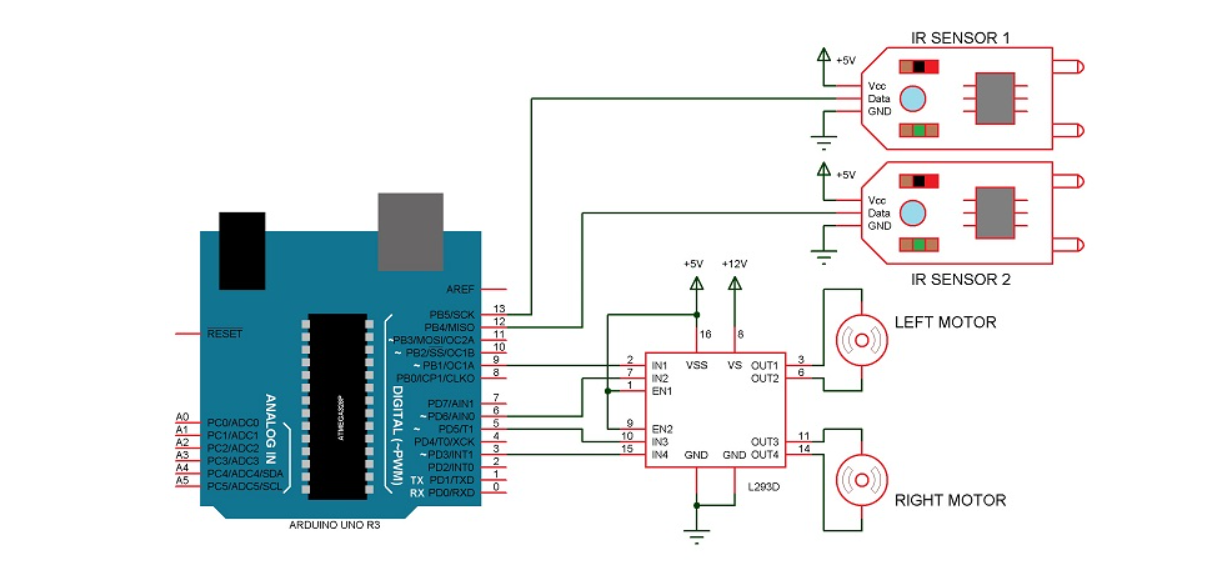 IR SENSOR 1
+5V
Vcc
Data
GND
+5V
Vcc
Data
GND
IR SENSOR 2
AREF
RESET
PB5/SCK 13
PB4/MISO 12
~PB3/MOSI/OC2A 11
~ PB2/SS/OC1B 10
~ PB1/OC1A 9
PB0/ICP1/CLKO 8
PD7/AIN1 7
~ PD6/AIN0 6
~ PD5/T1 5
PD4/T0/XCK 4
~ PD3/INT1 3
PD2/INT0 2
TX PD1/TXD 1
RX PD0/RXD 0
DIGITAL (~PWM)
ANALOG IN
ATMEGA328P
A0 PC0/ADC0
A1 PC1/ADC1
A2 PC2/ADC2
A3 PC3/ADC3
A4 PC4/ADC4/SDA
A5 PC5/ADC5/SCL
ARDUINO UNO R3
+5V +12V
16 8
VSS VS
2 IN1
7 IN2
1 EN1
9 EN2
10 IN3
15 IN4
OUT1 3
OUT2 6
OUT3 11
OUT4 14
GND GND
L293D
LEFT MOTOR
RIGHT MOTOR